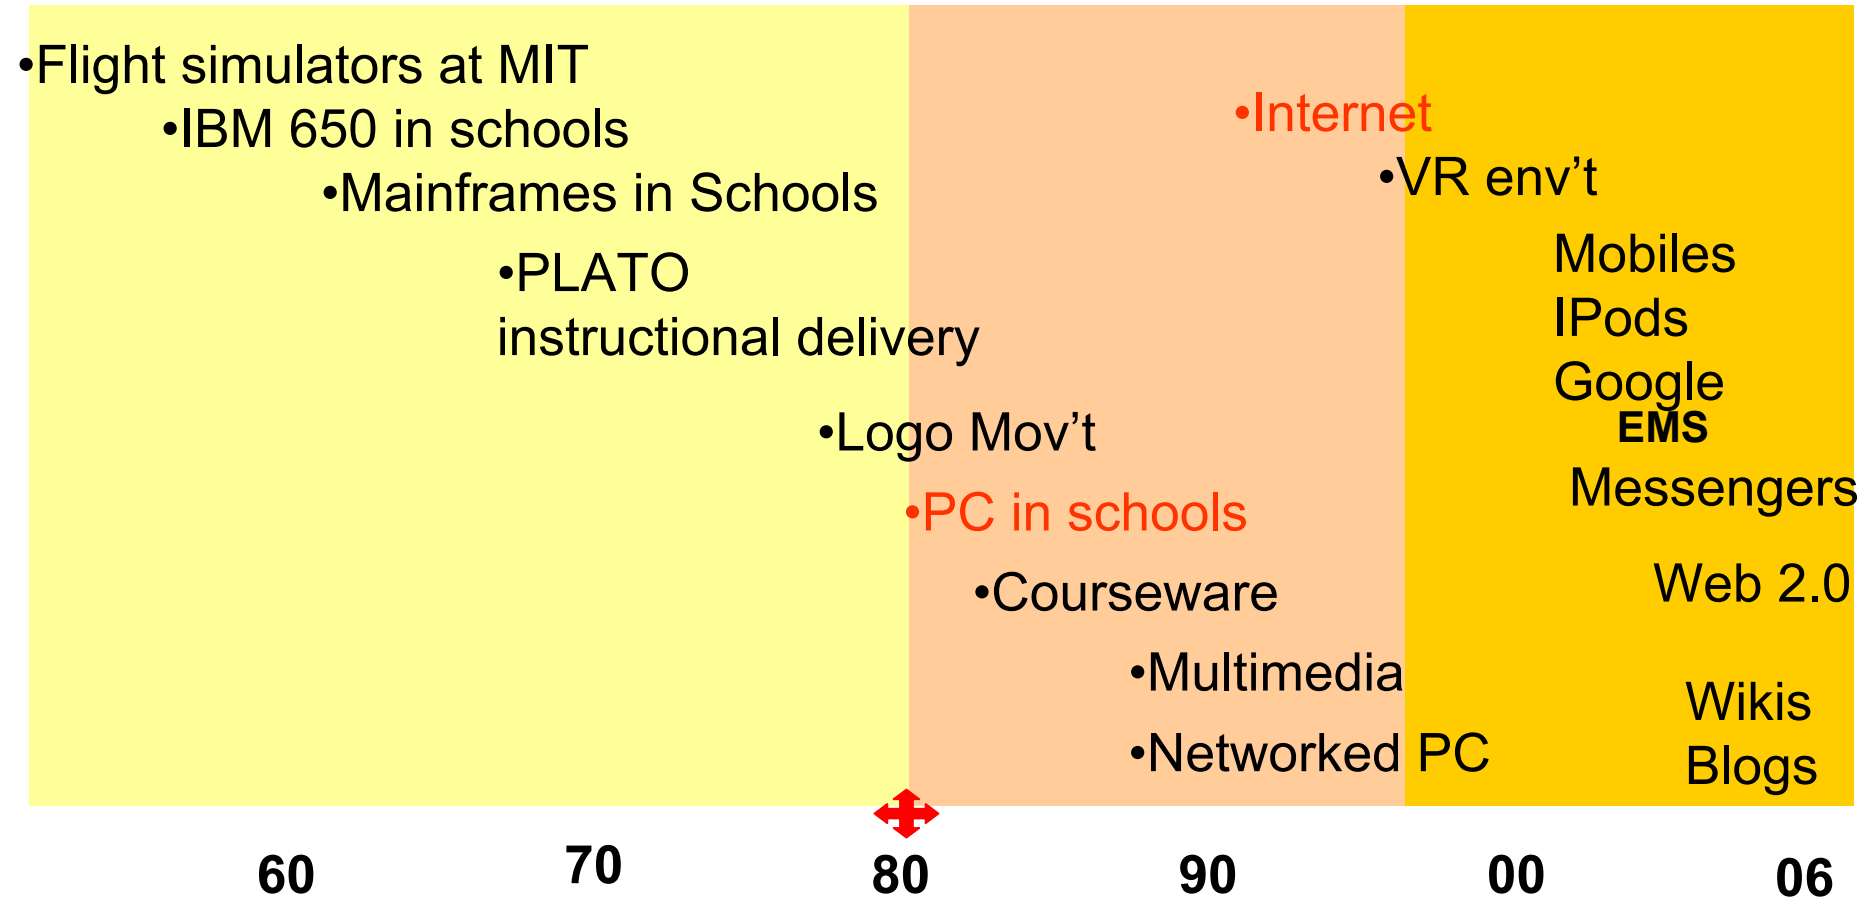 •Flight simulators at MIT
•IBM 650 in schools
•Mainframes in Schools
•PLATO
instructional delivery
•Logo Mov’t
•PC in schools
•Courseware
•Multimedia
•Networked PC
•Internet
•VR env’t
Mobiles
IPods
Google
EMS
Messengers
Web 2.0
Wikis
Blogs
60 70 80 90 00 06